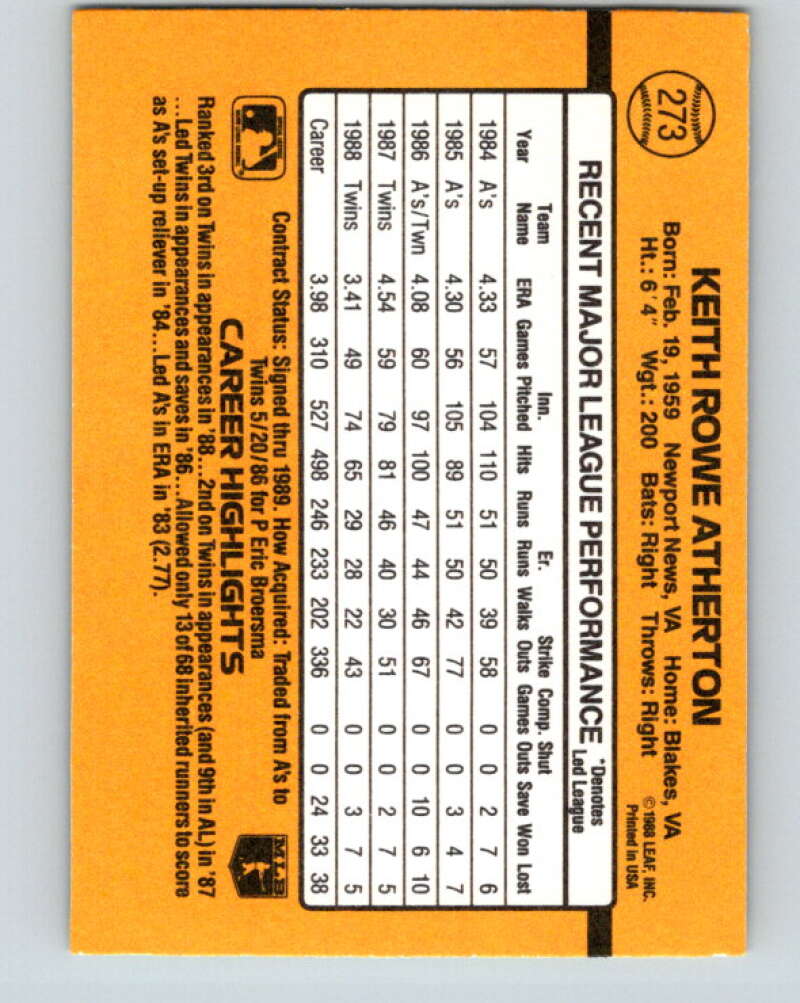 273
KEITH ROWE ATHERTON
Born: Feb. 19, 1959 Newport News, VA Home: Blakes, VA
Ht.: 6'4" Wgt.: 200 Bats: Right Throws: Right
©1988 LEAF, INC.
Printed in USA
RECENT MAJOR LEAGUE PERFORMANCE
*Denotes
Led League
Team Inn. Er. Strike Comp. Shut
Year Name ERA Games Pitched Hits Runs Runs Walks Outs Games Outs Save Won Lost
1984 A's 4.33 57 104 110 51 50 39 58 0 0 2 7 6
1985 A's 4.30 56 105 89 51 50 42 77 0 0 3 4 7
1986 A's/Twn 4.08 60 97 100 47 44 46 67 0 0 10 6 10
1987 Twins 4.54 59 79 81 46 40 30 51 0 0 2 7 5
1988 Twins 3.41 49 74 65 29 28 22 43 0 0 3 7 5
Career 3.98 310 527 498 246 233 202 336 0 0 24 33 38
Contract Status: Signed thru 1989. How Acquired: Traded from A's to
Twins 5/20/86 for P Eric Broersma
MLB
CAREER HIGHLIGHTS
Ranked 3rd on Twins in appearances in '88...2nd on Twins in appearances (and 9th in AL) in '87
...Led Twins in appearances and saves in '86...Allowed only 13 of 68 inherited runners to score
as A's set-up reliever in '84...Led A's in ERA in '83 (2.77).